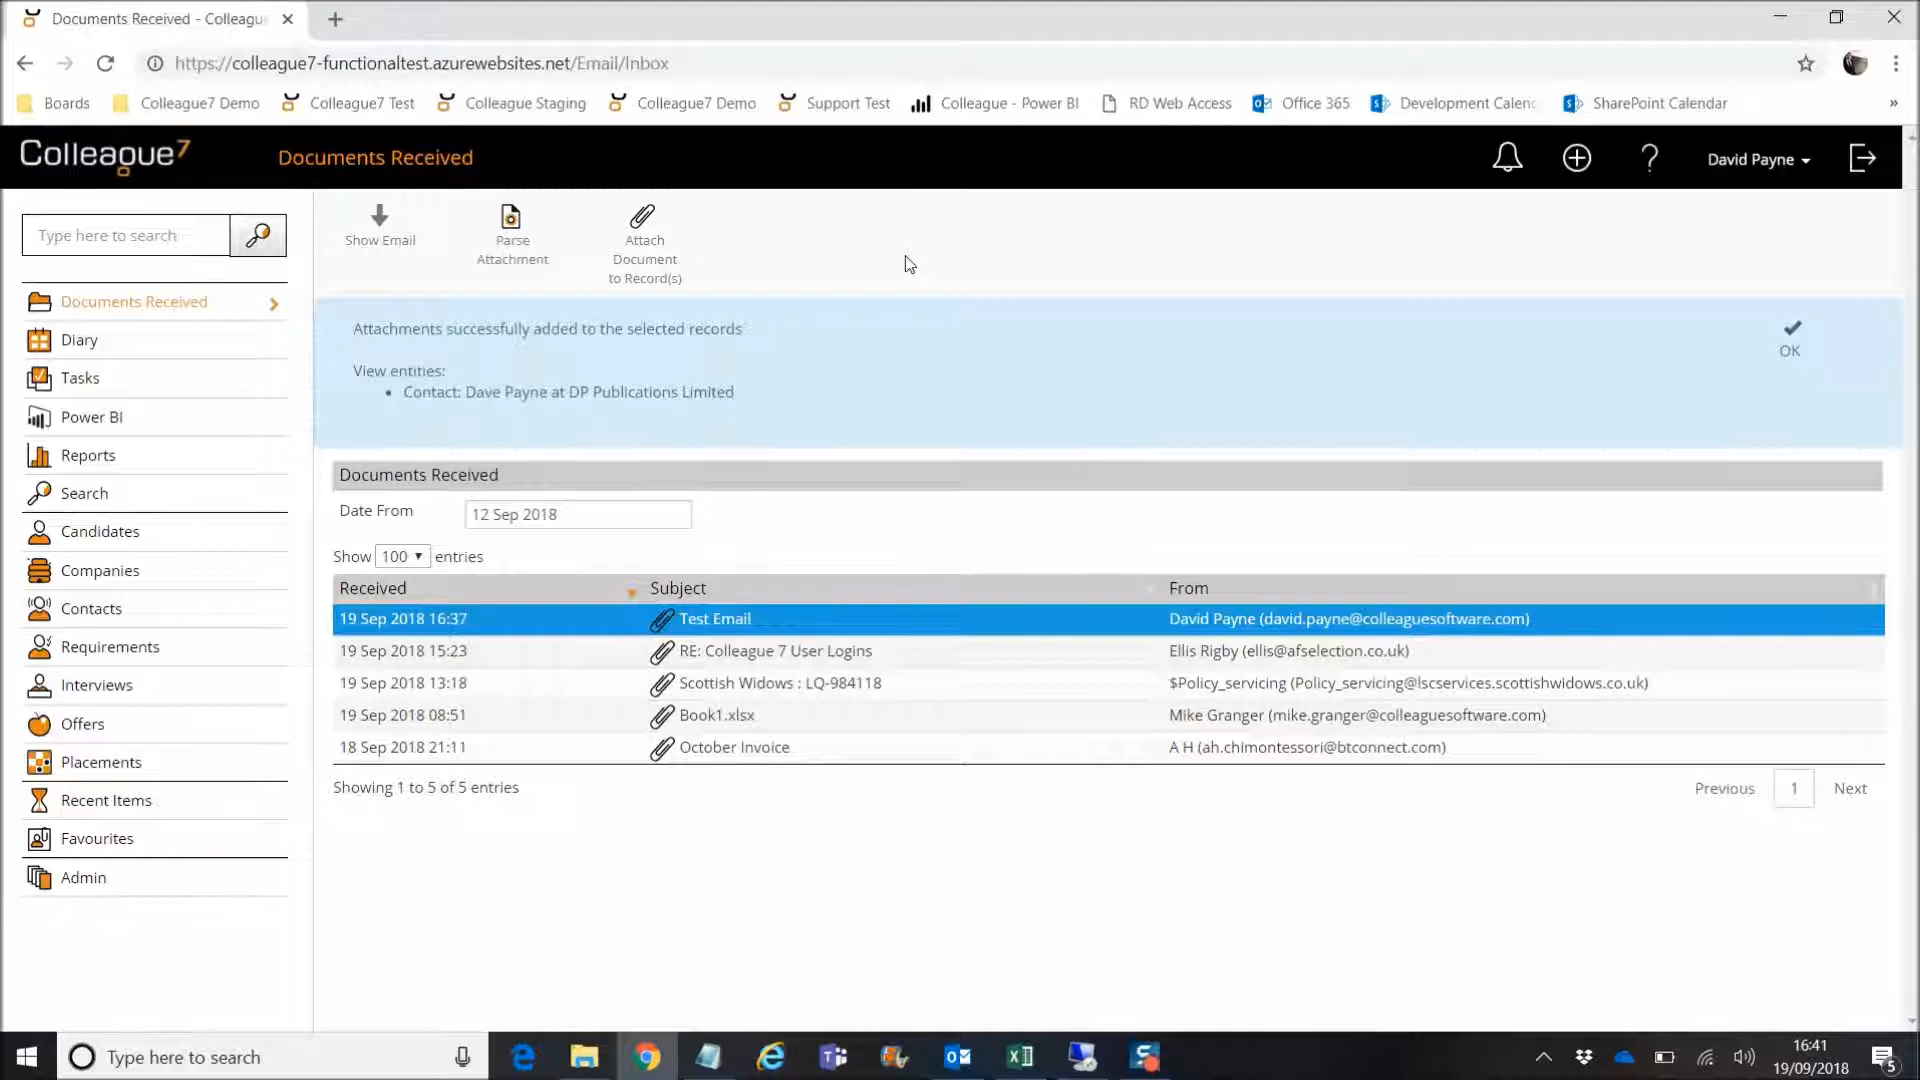 Documents Received - Colleagu
https://colleague7-functionaltest.azurewebsites.net/Email/Inbox
Boards
Colleague7 Demo
Colleague7 Test
Colleague Staging
Colleague7 Demo
Support Test
Colleague - Power BI
RD Web Access
Office 365
Development Calen
SharePoint Calendar
»
Colleague7
Documents Received
David Payne
Type here to search
Show Email
Parse
Attachment
Attach
Document
to Record(s)
Documents Received
Diary
Tasks
Power BI
Reports
Search
Candidates
Companies
Contacts
Requirements
Interviews
Offers
Placements
Recent Items
Favourites
Admin
Attachments successfully added to the selected records
OK
View entities:
• Contact: Dave Payne at DP Publications Limited
Documents Received
Date From 12 Sep 2018
Show 100 entries
Received Subject From
19 Sep 2018 16:37 Test Email David Payne (david.payne@colleaguesoftware.com)
19 Sep 2018 15:23 RE: Colleague 7 User Logins Ellis Rigby (ellis@afselection.co.uk)
19 Sep 2018 13:18 Scottish Widows : LQ-984118 $Policy_servicing (Policy_servicing@lscservices.scottishwidows.co.uk)
19 Sep 2018 08:51 Book1.xlsx Mike Granger (mike.granger@colleaguesoftware.com)
18 Sep 2018 21:11 October Invoice A H (ah.chimontessori@btconnect.com)
Showing 1 to 5 of 5 entries
Previous 1 Next
Type here to search
16:41
19/09/2018
5